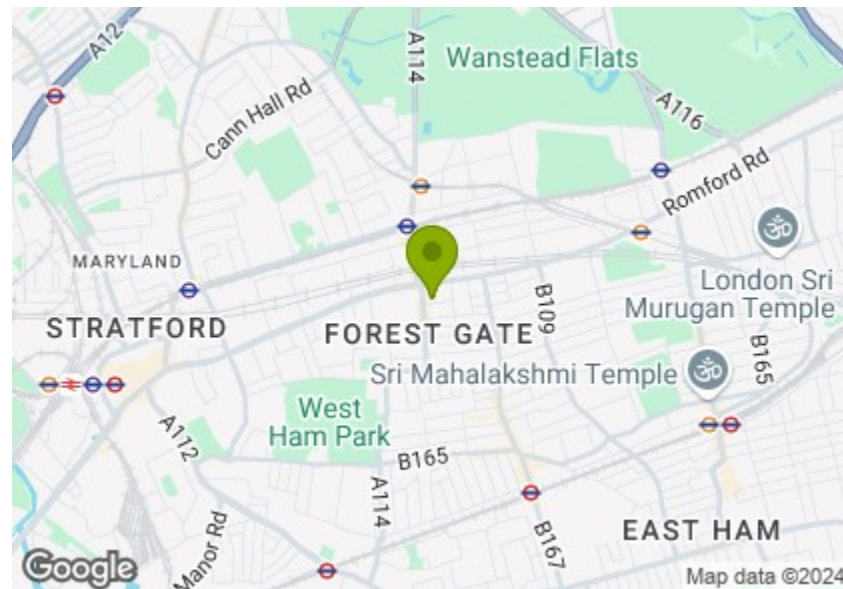 A12
A114
Wanstead Flats
Cann Hall Rd
A116
Romford Rd
MARYLAND
London Sri
Murugan Temple
STRATFORD
FOREST GATE
B109
B165
Sri Mahalakshmi Temple
West
Ham Park
A112
B165
A114
Manor Rd
B167
EAST HAM
Google
Map data ©2024